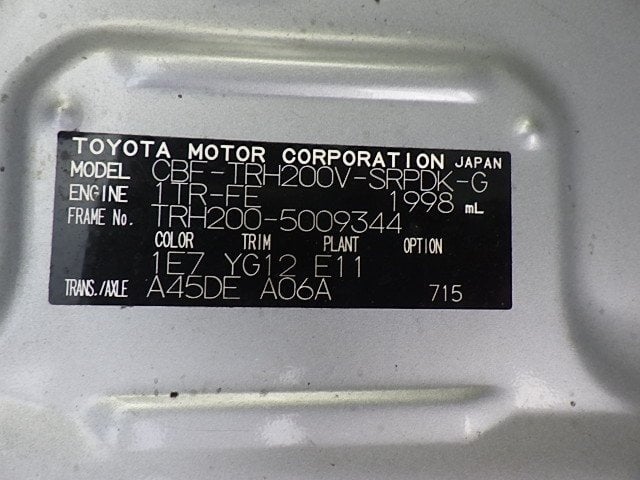 TOYOTA MOTOR CORPORATION JAPAN
MODEL CBF-TRH200V-SRPDK-G
ENGINE 1TR-FE 1998 mL
FRAME No. TRH200-5009344
COLOR TRIM PLANT OPTION
1E7 YG12 E11
TRANS./AXLE A45DE A06A 715